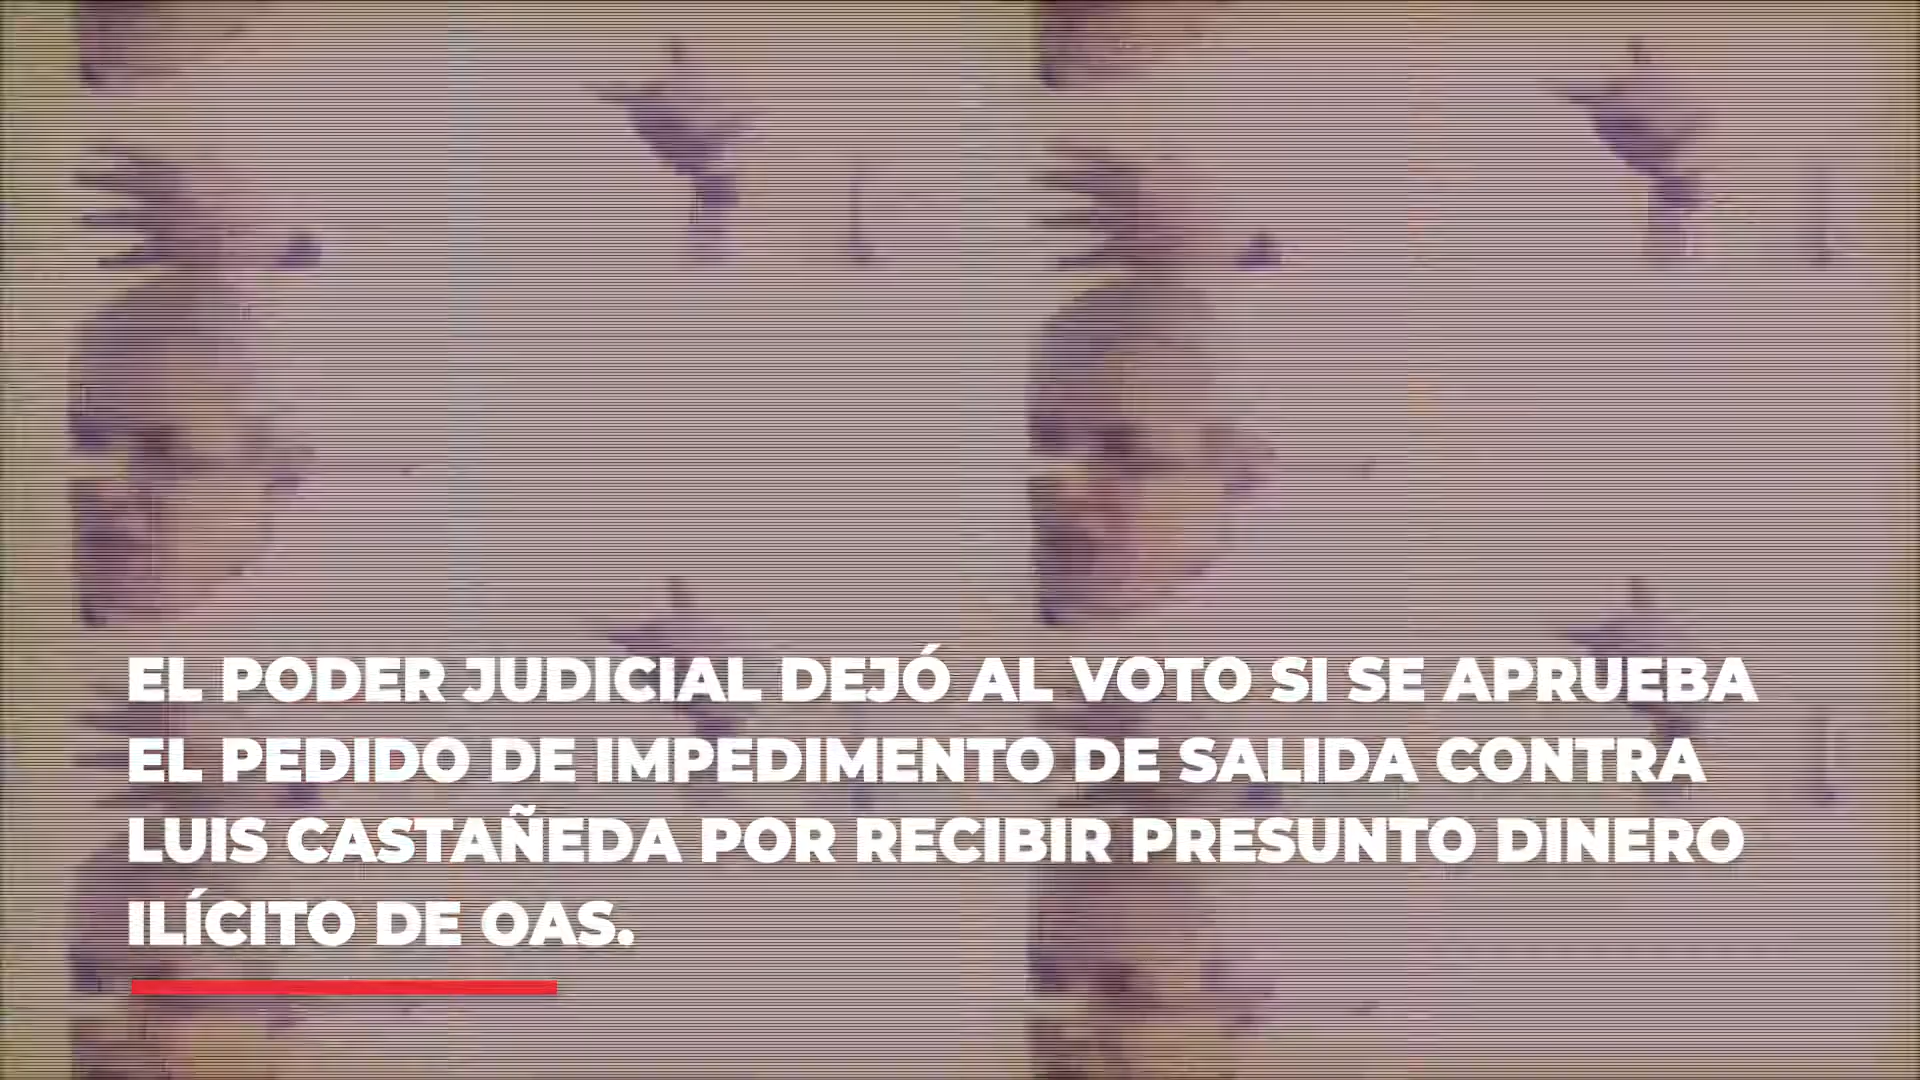 EL PODER JUDICIAL DEJÓ AL VOTO SI SE APRUEBA
EL PEDIDO DE IMPEDIMENTO DE SALIDA CONTRA
LUIS CASTAÑEDA POR RECIBIR PRESUNTO DINERO
ILÍCITO DE OAS.